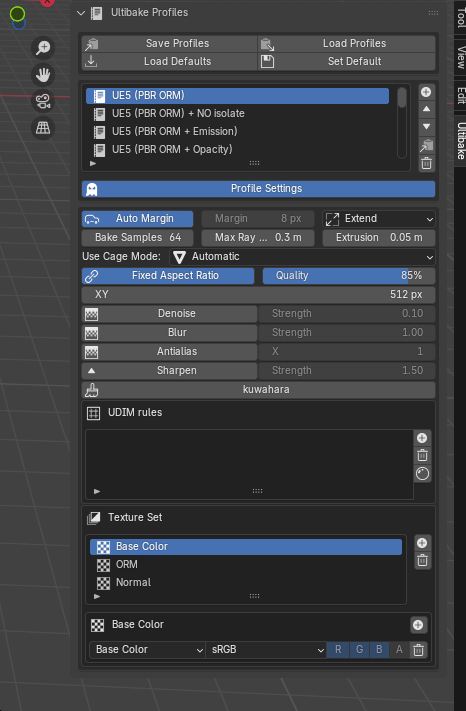 Ultibake Profiles
Save Profiles Load Profiles
Load Defaults Set Default
UE5 (PBR ORM)
UE5 (PBR ORM) + NO isolate
UE5 (PBR ORM + Emission)
UE5 (PBR ORM + Opacity)
Profile Settings
Auto Margin Margin 8 px Extend
Bake Samples 64 Max Ray ... 0.3 m Extrusion 0.05 m
Use Cage Mode: Automatic
Fixed Aspect Ratio Quality 85%
XY 512 px
Denoise Strength 0.10
Blur Strength 1.00
Antialias X 1
Sharpen Strength 1.50
kuwahara
UDIM rules
Texture Set
Base Color
ORM
Normal
Base Color
Base Color sRGB R G B A
Tool
View
Edit
Ultibake